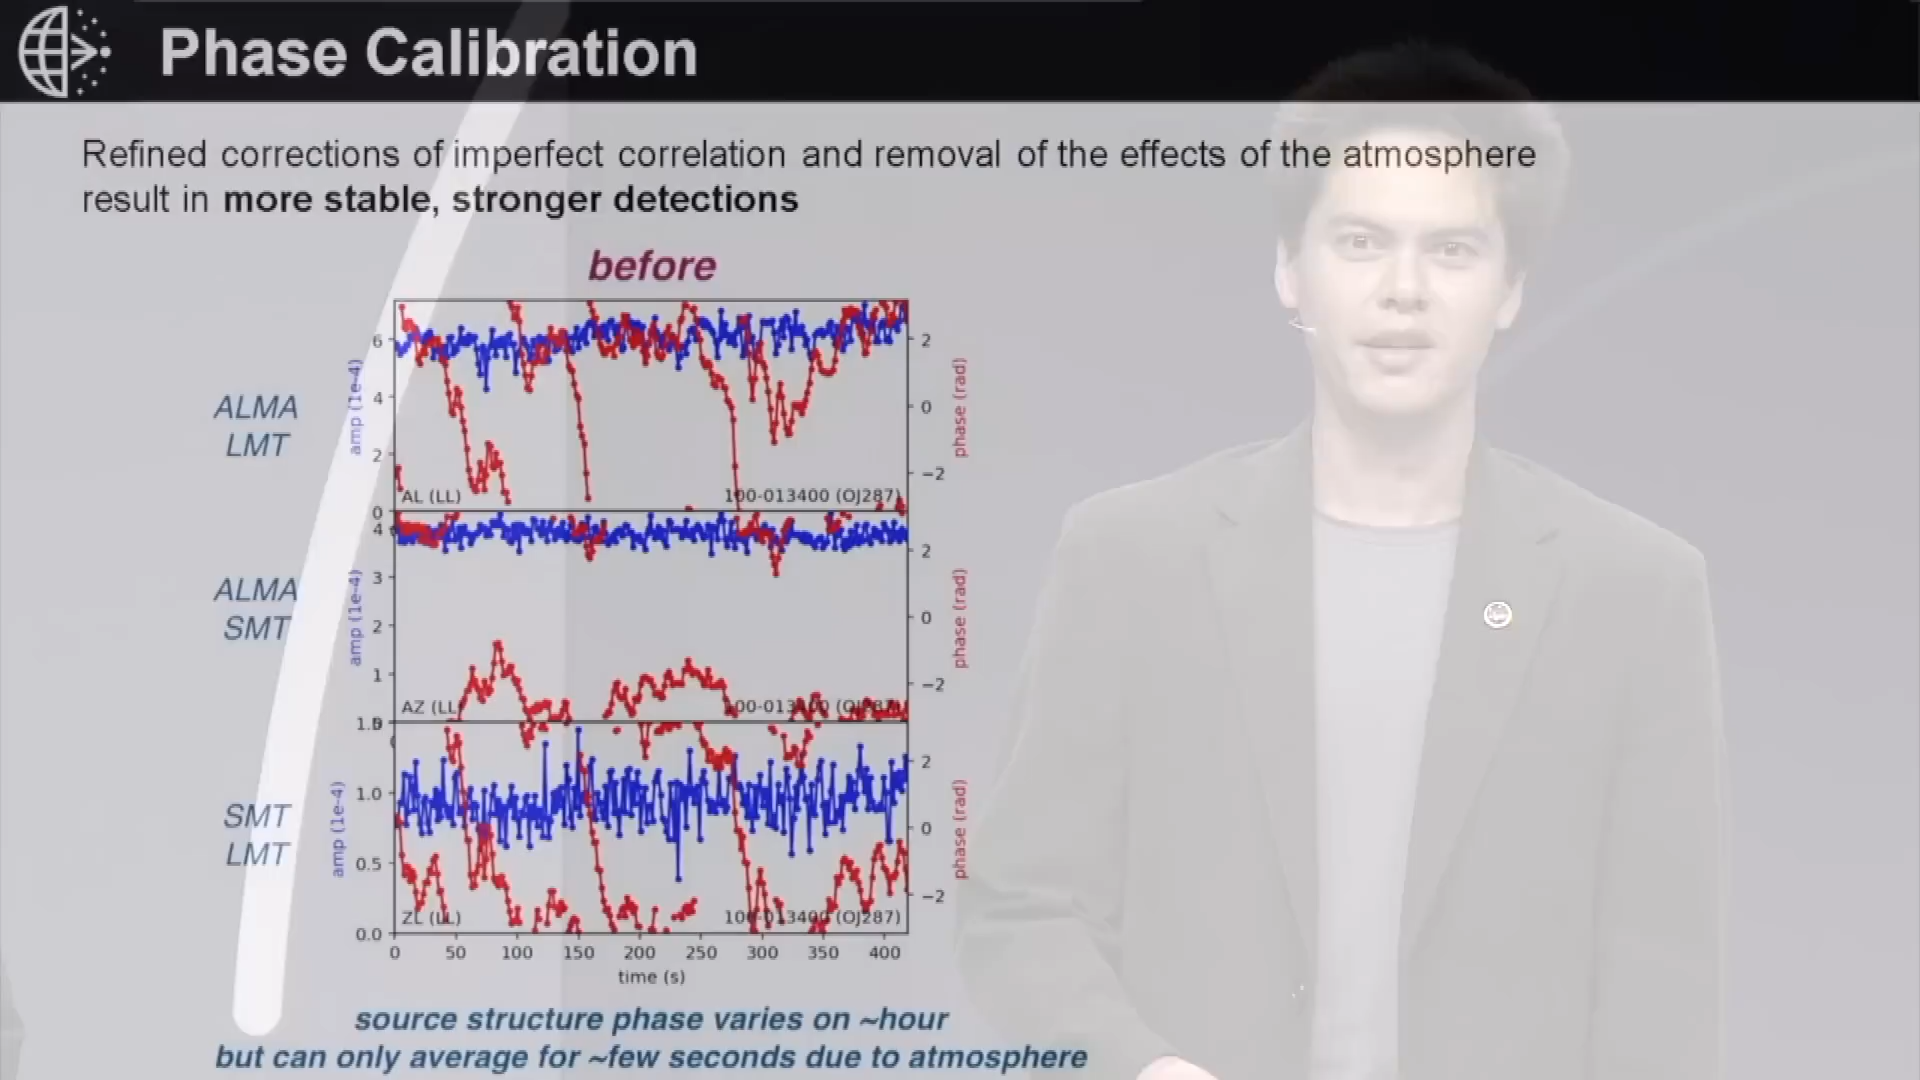 Phase Calibration
Refined corrections of imperfect correlation and removal of the effects of the atmosphere
result in more stable, stronger detections
before
ALMA
LMT
amp (1e-4)
6
4
2
0
2
0
−2
phase (rad)
AL (LL)
100-013400 (OJ287)
ALMA
SMT
amp (1e-4)
4
3
2
1
2
0
−2
phase (rad)
AZ (LL)
00-013400 (OJ287)
SMT
LMT
amp (1e-4)
1.0
0.5
0.0
2
0
−2
phase (rad)
ZL (LL)
100-013400 (OJ287)
0 50 100 150 200 250 300 350 400
time (s)
source structure phase varies on ~hour
but can only average for ~few seconds due to atmosphere